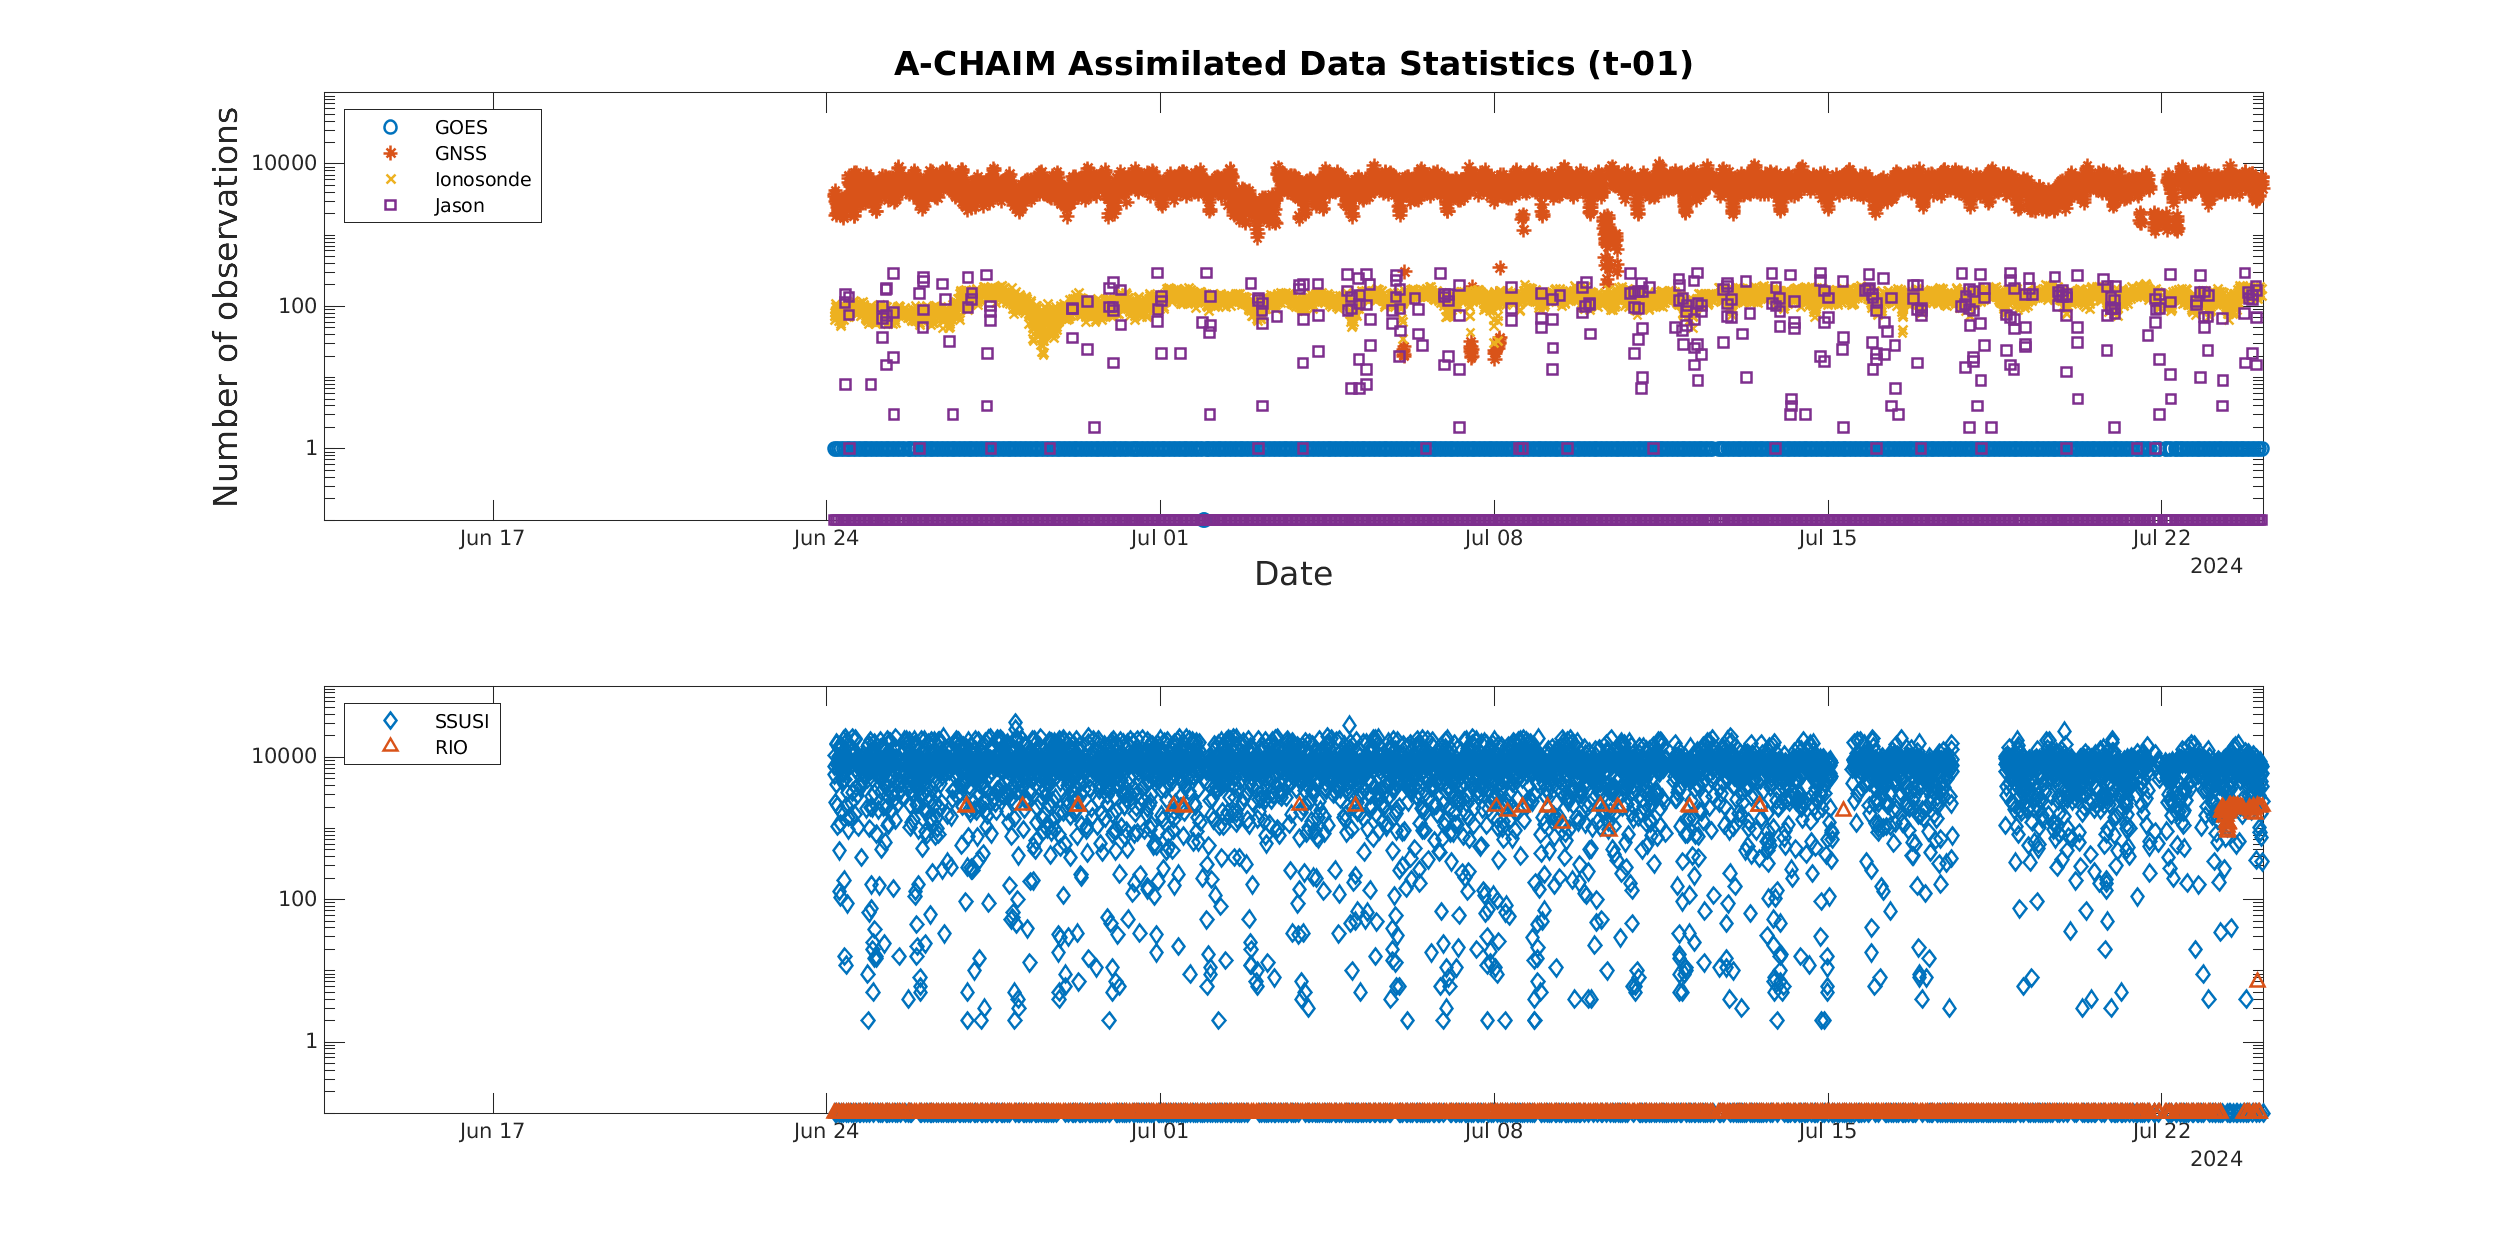 A-CHAIM Assimilated Data Statistics (t-01)
Number of observations
10000
100
1
GOES
GNSS
Ionosonde
Jason
Jun 17
Jun 24
Jul 01
Jul 08
Jul 15
Jul 22
2024
Date
10000
100
1
SSUSI
RIO
Jun 17
Jun 24
Jul 01
Jul 08
Jul 15
Jul 22
2024